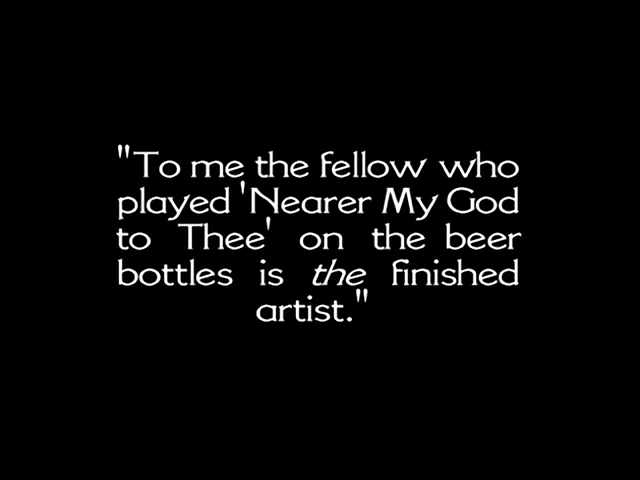 "To me the fellow who
played 'Nearer My God
to Thee' on the beer
bottles is the finished
artist."